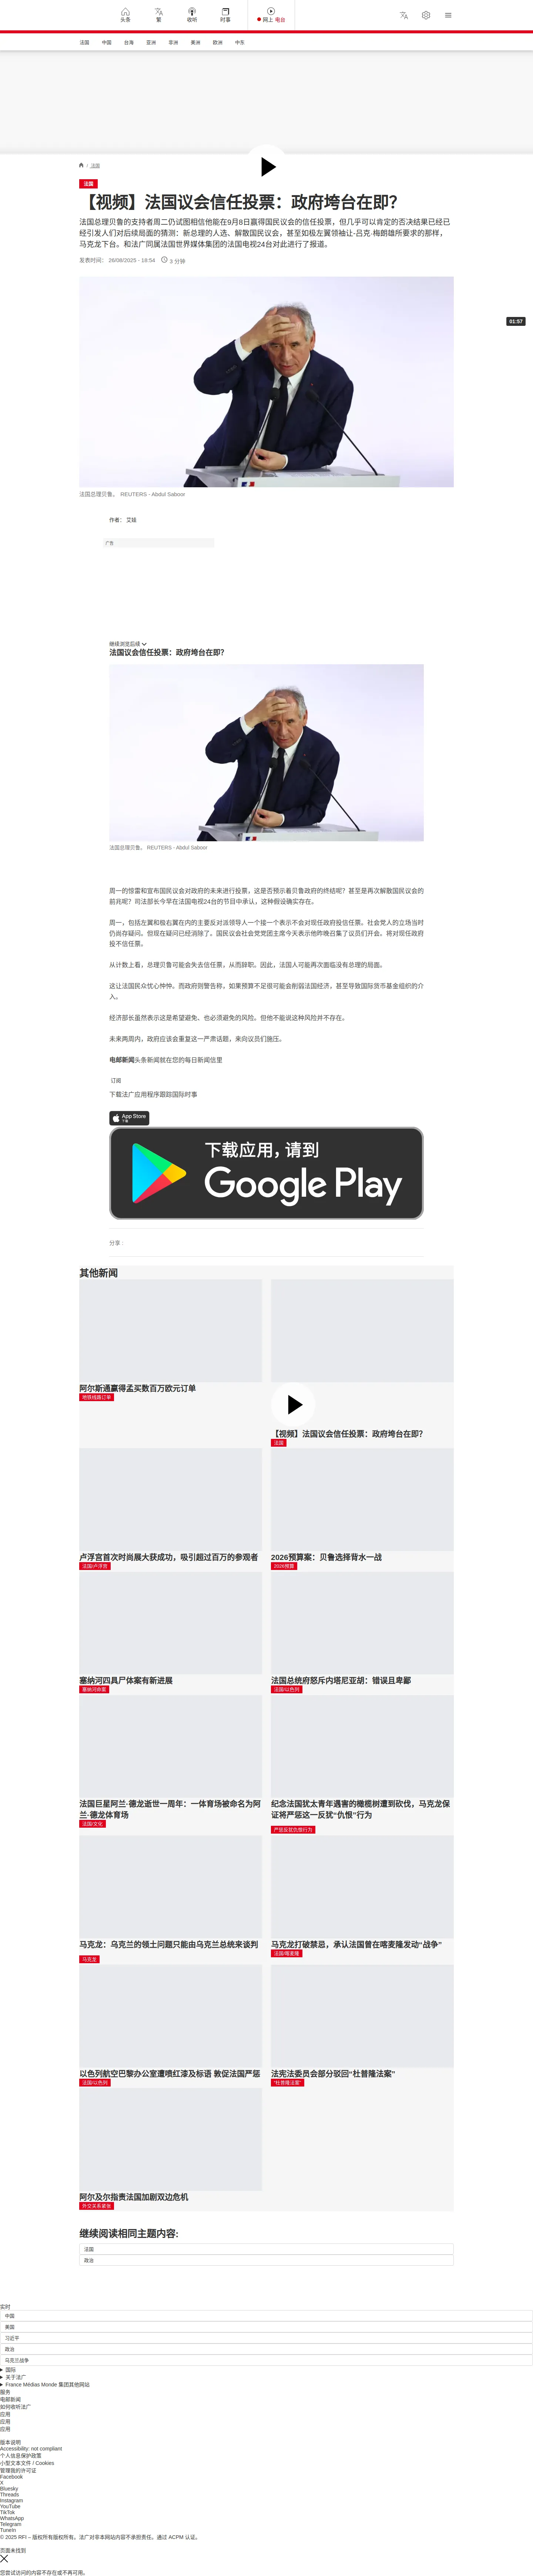 头条
繁
收听
时事
网上 电台
法国
中国
台海
亚洲
非洲
美洲
欧洲
中东
/ 法国
法国
【视频】法国议会信任投票：政府垮台在即？
法国总理贝鲁的支持者周二仍试图相信他能在9月8日赢得国民议会的信任投票，但几乎可以肯定的否决结果已经已
经引发人们对后续局面的猜测：新总理的人选、解散国民议会，甚至如极左翼领袖让-吕克·梅朗雄所要求的那样，
马克龙下台。和法广同属法国世界媒体集团的法国电视24台对此进行了报道。
发表时间： 26/08/2025 - 18:54
3 分钟
01:57
法国总理贝鲁。 REUTERS - Abdul Saboor
作者： 艾娅
广告
继续浏览后续
法国议会信任投票：政府垮台在即？
法国总理贝鲁。 REUTERS - Abdul Saboor
周一的惊雷和宣布国民议会对政府的未来进行投票，这是否预示着贝鲁政府的终结呢？甚至是再次解散国民议会的
前兆呢？司法部长今早在法国电视24台的节目中承认，这种假设确实存在。
周一，包括左翼和极右翼在内的主要反对派领导人一个接一个表示不会对现任政府投信任票。社会党人的立场当时
仍尚存疑问。但现在疑问已经消除了。国民议会社会党党团主席今天表示他昨晚召集了议员们开会。将对现任政府
投不信任票。
从计数上看，总理贝鲁可能会失去信任票，从而辞职。因此，法国人可能再次面临没有总理的局面。
这让法国民众忧心忡忡。而政府则警告称，如果预算不足很可能会削弱法国经济，甚至导致国际货币基金组织的介
入。
经济部长虽然表示这是希望避免、也必须避免的风险。但他不能说这种风险并不存在。
未来两周内，政府应该会重复这一严肃话题，来向议员们施压。
电邮新闻头条新闻就在您的每日新闻信里
订阅
下载法广应用程序跟踪国际时事
App Store
下载应用，请到
Google Play
分享 :
其他新闻
阿尔斯通赢得孟买数百万欧元订单
地铁线路订单
【视频】法国议会信任投票：政府垮台在即？
法国
卢浮宫首次时尚展大获成功，吸引超过百万的参观者
法国/卢浮宫
2026预算案：贝鲁选择背水一战
2026预算
塞纳河四具尸体案有新进展
塞纳河命案
法国总统府怒斥内塔尼亚胡：错误且卑鄙
法国/以色列
法国巨星阿兰·德龙逝世一周年：一体育场被命名为阿
兰·德龙体育场
法国/文化
纪念法国犹太青年遇害的橄榄树遭到砍伐，马克龙保
证将严惩这一反犹“仇恨”行为
严惩反犹仇恨行为
马克龙：乌克兰的领土问题只能由乌克兰总统来谈判
马克龙
马克龙打破禁忌，承认法国曾在喀麦隆发动“战争”
法国/喀麦隆
以色列航空巴黎办公室遭喷红漆及标语 敦促法国严惩
法国/以色列
法宪法委员会部分驳回“杜普隆法案”
“杜普隆法案”
阿尔及尔指责法国加剧双边危机
外交关系紧张
继续阅读相同主题内容:
法国
政治
实时
中国
美国
习近平
政治
乌克兰战争
国际
关于法广
France Médias Monde 集团其他网站
服务
电邮新闻
如何收听法广
应用
应用
应用
版本说明
Accessibility: not compliant
个人信息保护政策
小型文本文件 / Cookies
管理我的许可证
Facebook
X
Bluesky
Threads
Instagram
YouTube
TikTok
WhatsApp
Telegram
TuneIn
© 2025 RFI – 版权所有版权所有。法广对非本网站内容不承担责任。通过 ACPM 认证。
页面未找到
您尝试访问的内容不存在或不再可用。